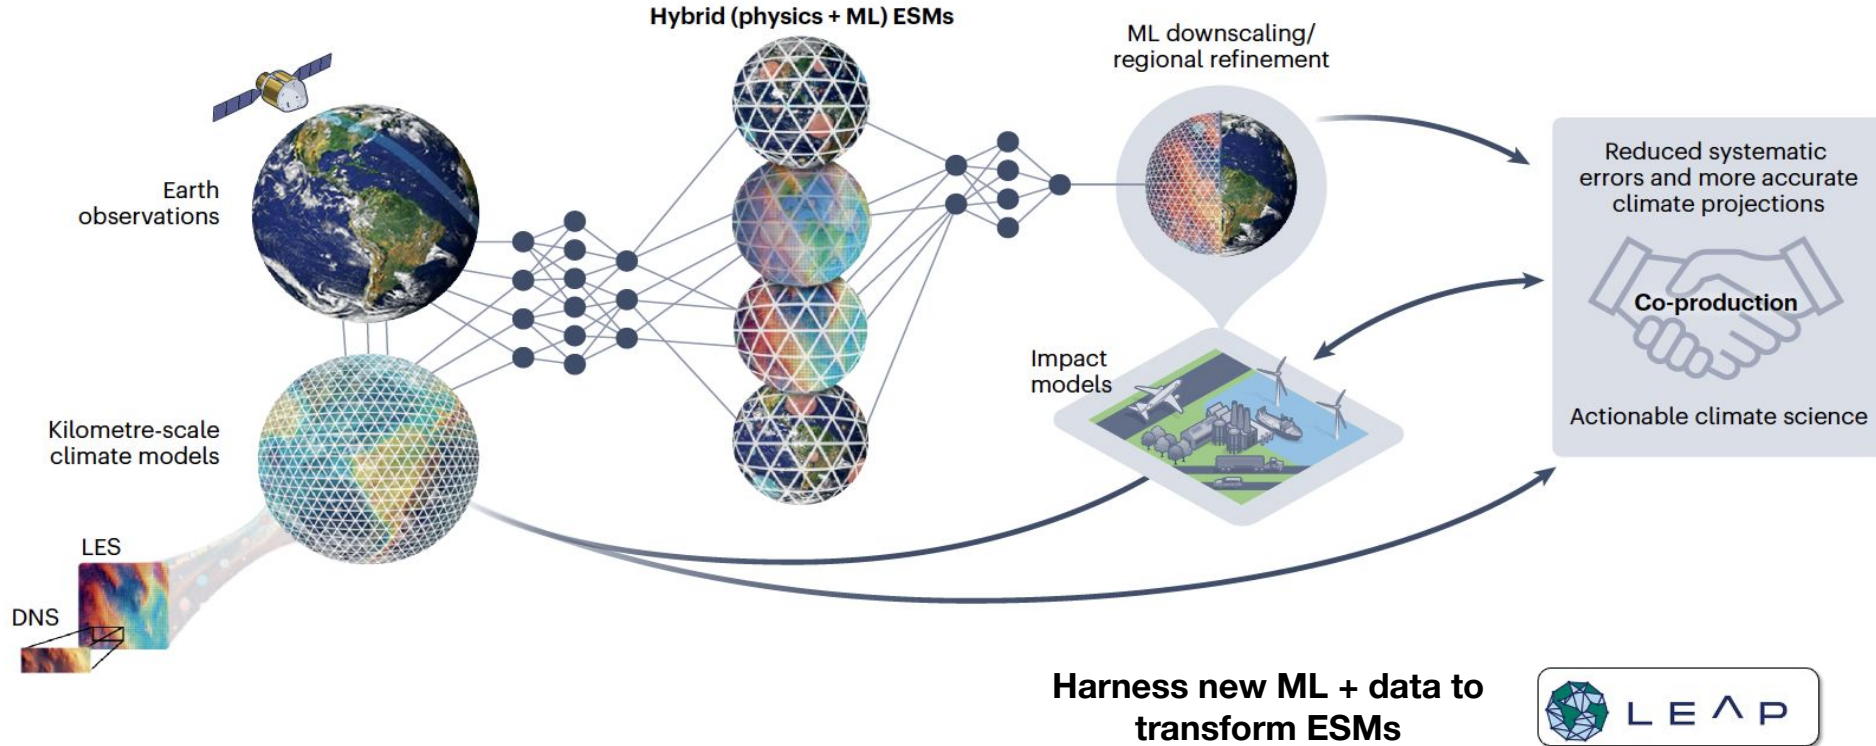 Hybrid (physics + ML) ESMs
ML downscaling/
regional refinement
Earth
observations
Reduced systematic
errors and more accurate
climate projections
Co-production
Actionable climate science
Impact
models
Kilometre-scale
climate models
LES
DNS
Harness new ML + data to
transform ESMs
LEAP